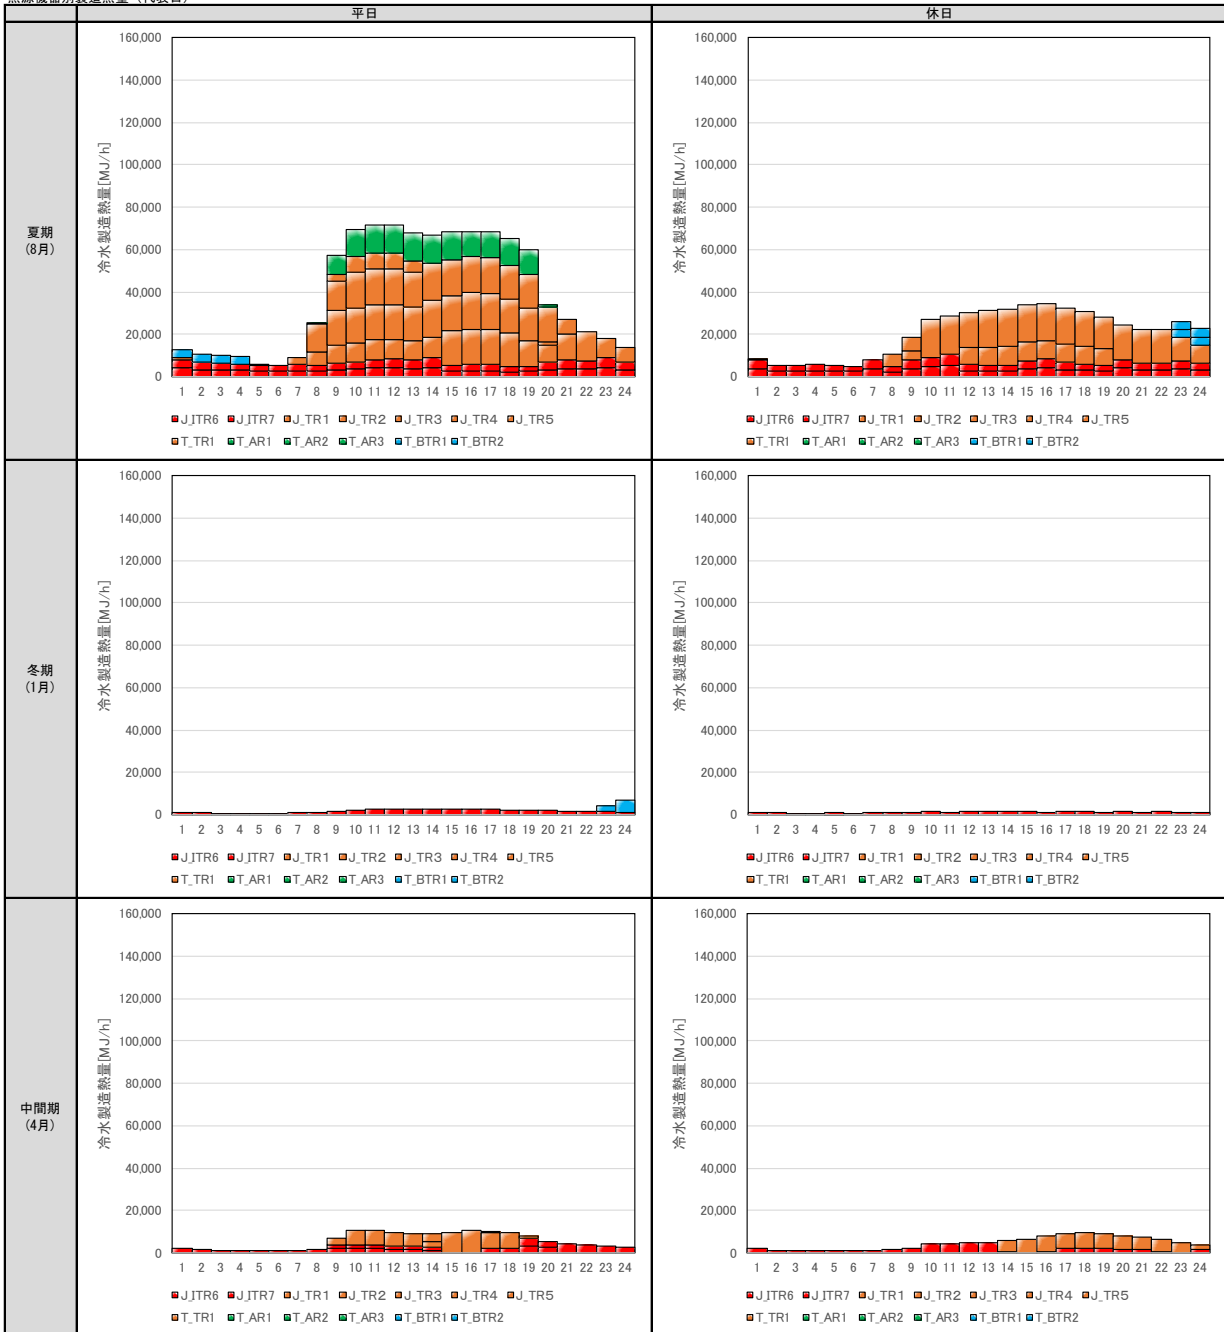 平日 休日
夏期
(8月)
冷水製造熱量[MJ/h]
160,000
140,000
120,000
100,000
80,000
60,000
40,000
20,000
0
1 2 3 4 5 6 7 8 9 10 11 12 13 14 15 16 17 18 19 20 21 22 23 24
J_ITR6 J_ITR7 J_TR1 J_TR2 J_TR3 J_TR4 J_TR5
T_TR1 T_AR1 T_AR2 T_AR3 T_BTR1 T_BTR2
冷水製造熱量[MJ/h]
160,000
140,000
120,000
100,000
80,000
60,000
40,000
20,000
0
1 2 3 4 5 6 7 8 9 10 11 12 13 14 15 16 17 18 19 20 21 22 23 24
J_ITR6 J_ITR7 J_TR1 J_TR2 J_TR3 J_TR4 J_TR5
T_TR1 T_AR1 T_AR2 T_AR3 T_BTR1 T_BTR2
冬期
(1月)
冷水製造熱量[MJ/h]
160,000
140,000
120,000
100,000
80,000
60,000
40,000
20,000
0
1 2 3 4 5 6 7 8 9 10 11 12 13 14 15 16 17 18 19 20 21 22 23 24
J_ITR6 J_ITR7 J_TR1 J_TR2 J_TR3 J_TR4 J_TR5
T_TR1 T_AR1 T_AR2 T_AR3 T_BTR1 T_BTR2
冷水製造熱量[MJ/h]
160,000
140,000
120,000
100,000
80,000
60,000
40,000
20,000
0
1 2 3 4 5 6 7 8 9 10 11 12 13 14 15 16 17 18 19 20 21 22 23 24
J_ITR6 J_ITR7 J_TR1 J_TR2 J_TR3 J_TR4 J_TR5
T_TR1 T_AR1 T_AR2 T_AR3 T_BTR1 T_BTR2
中間期
(4月)
冷水製造熱量[MJ/h]
160,000
140,000
120,000
100,000
80,000
60,000
40,000
20,000
0
1 2 3 4 5 6 7 8 9 10 11 12 13 14 15 16 17 18 19 20 21 22 23 24
J_ITR6 J_ITR7 J_TR1 J_TR2 J_TR3 J_TR4 J_TR5
T_TR1 T_AR1 T_AR2 T_AR3 T_BTR1 T_BTR2
冷水製造熱量[MJ/h]
160,000
140,000
120,000
100,000
80,000
60,000
40,000
20,000
0
1 2 3 4 5 6 7 8 9 10 11 12 13 14 15 16 17 18 19 20 21 22 23 24
J_ITR6 J_ITR7 J_TR1 J_TR2 J_TR3 J_TR4 J_TR5
T_TR1 T_AR1 T_AR2 T_AR3 T_BTR1 T_BTR2